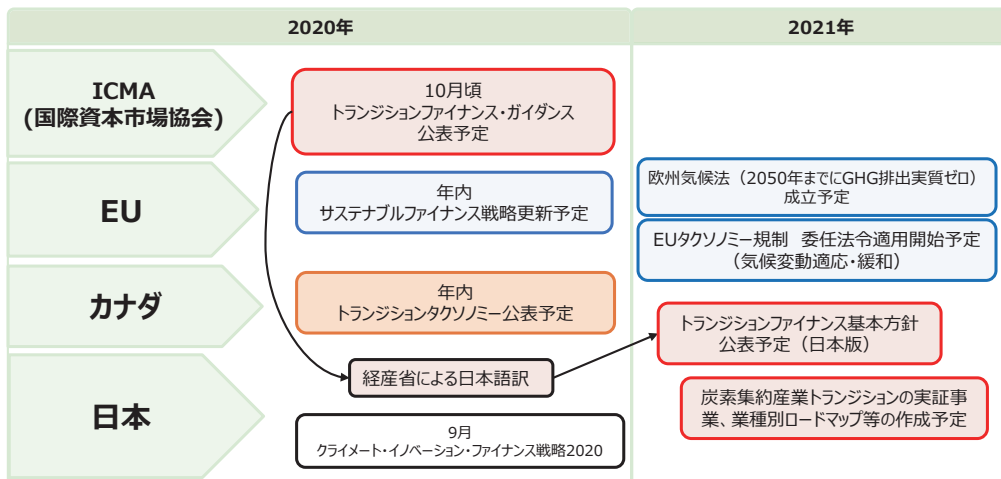 2020年
2021年
ICMA
(国際資本市場協会)
10月頃
トランジションファイナンス・ガイダンス
公表予定
EU
年内
サステナブルファイナンス戦略更新予定
欧州気候法（2050年までにGHG排出実質ゼロ）
成立予定
EUタクソノミー規制　委任法令適用開始予定
（気候変動適応・緩和）
カナダ
年内
トランジションタクソノミー公表予定
トランジションファイナンス基本方針
公表予定（日本版）
日本
経産省による日本語訳
炭素集約産業トランジションの実証事
業、業種別ロードマップ等の作成予定
9月
クライメート・イノベーション・ファイナンス戦略2020